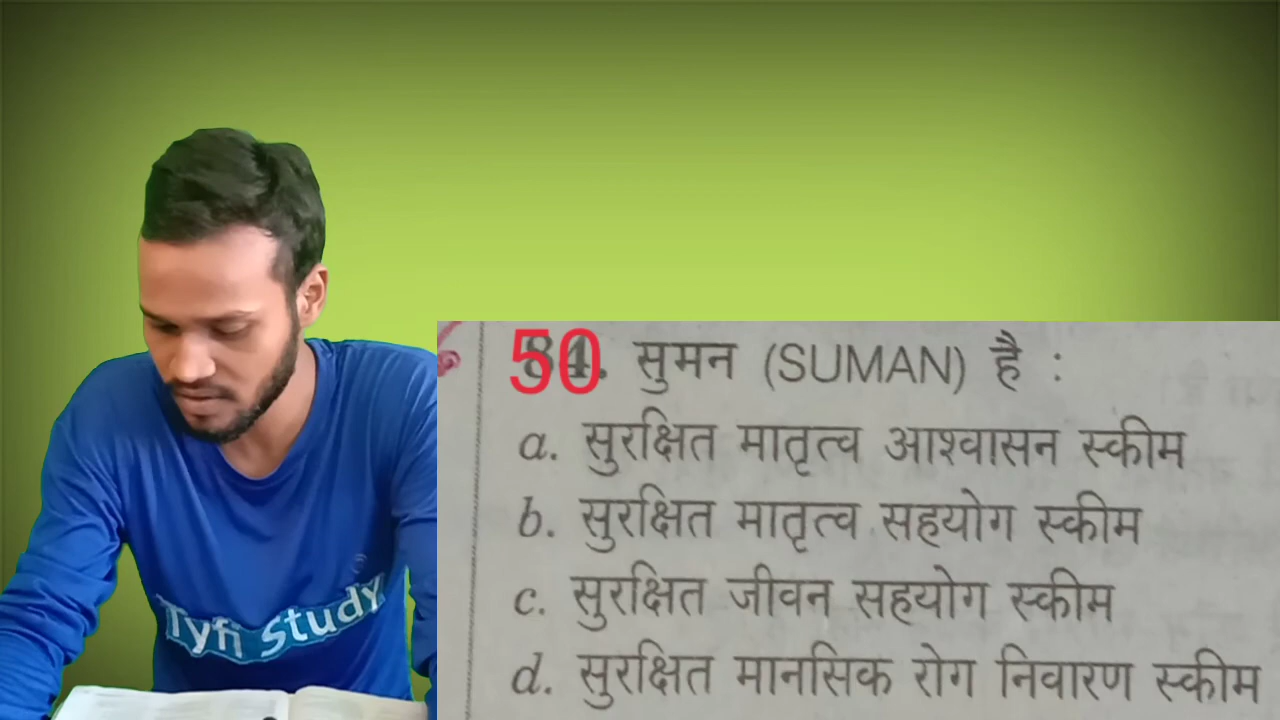 Tyfi Study
50. सुमन (SUMAN) है :
a. सुरक्षित मातृत्व आश्वासन स्कीम
b. सुरक्षित मातृत्व सहयोग स्कीम
c. सुरक्षित जीवन सहयोग स्कीम
d. सुरक्षित मानसिक रोग निवारण स्कीम